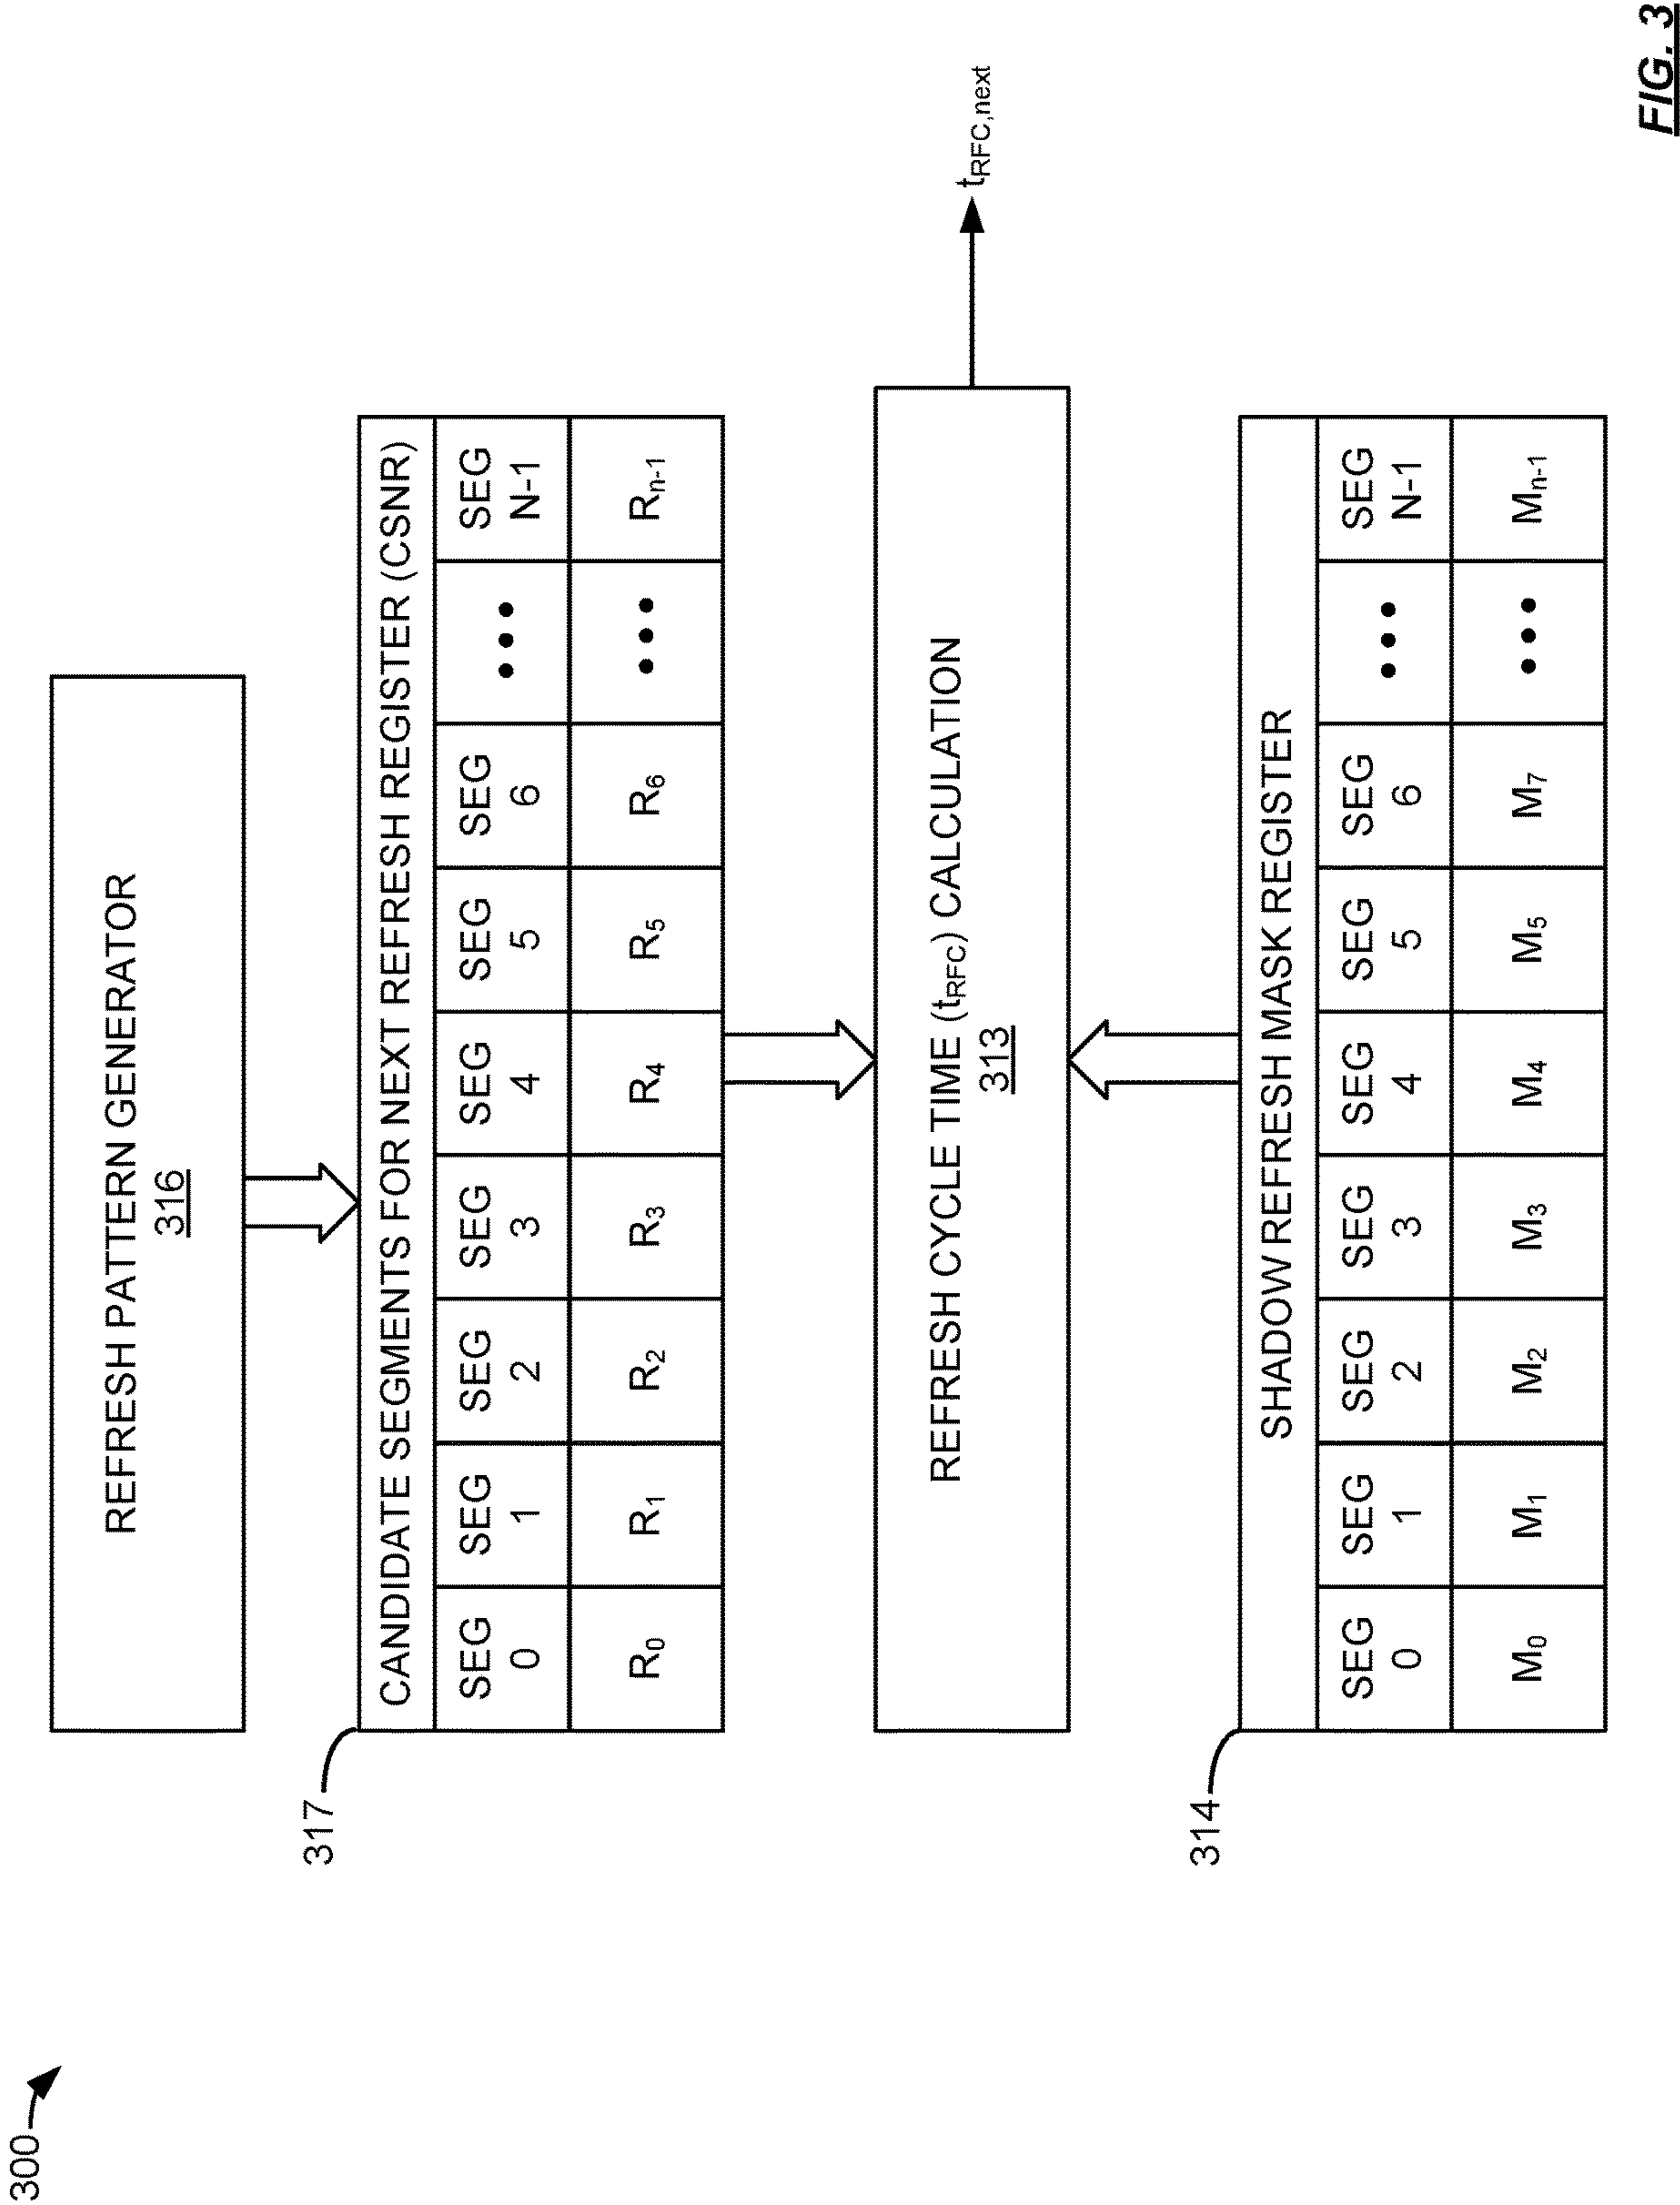 300
REFRESH PATTERN GENERATOR
316
317
CANDIDATE SEGMENTS FOR NEXT REFRESH REGISTER (CSNR)
SEG 0 SEG 1 SEG 2 SEG 3 SEG 4 SEG 5 SEG 6 ••• SEG N-1
R0 R1 R2 R3 R4 R5 R6 ••• Rn-1
REFRESH CYCLE TIME (tRFC) CALCULATION
313
tRFC,next
314
SHADOW REFRESH MASK REGISTER
SEG 0 SEG 1 SEG 2 SEG 3 SEG 4 SEG 5 SEG 6 ••• SEG N-1
M0 M1 M2 M3 M4 M5 M7 ••• Mn-1
FIG. 3